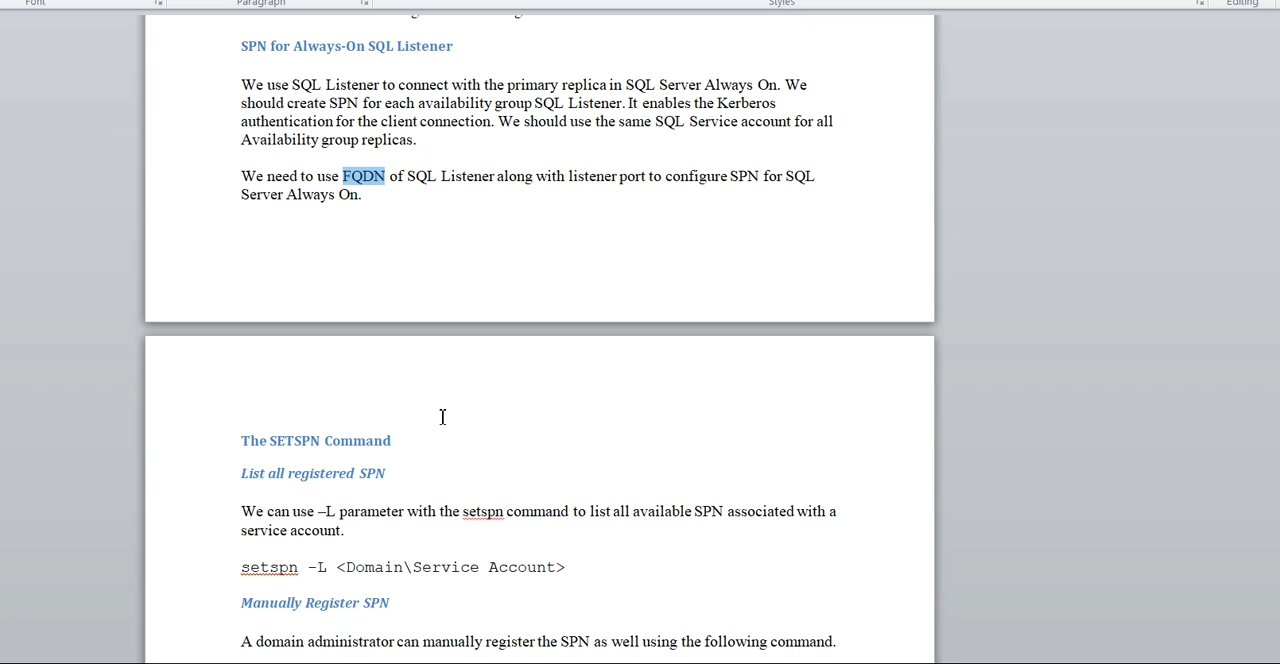 Font
Paragraph
Styles
Editing
SPN for Always-On SQL Listener
We use SQL Listener to connect with the primary replica in SQL Server Always On. We
should create SPN for each availability group SQL Listener. It enables the Kerberos
authentication for the client connection. We should use the same SQL Service account for all
Availability group replicas.
We need to use FQDN of SQL Listener along with listener port to configure SPN for SQL
Server Always On.
The SETSPN Command
List all registered SPN
We can use –L parameter with the setspn command to list all available SPN associated with a
service account.
setspn -L <Domain\Service Account>
Manually Register SPN
A domain administrator can manually register the SPN as well using the following command.